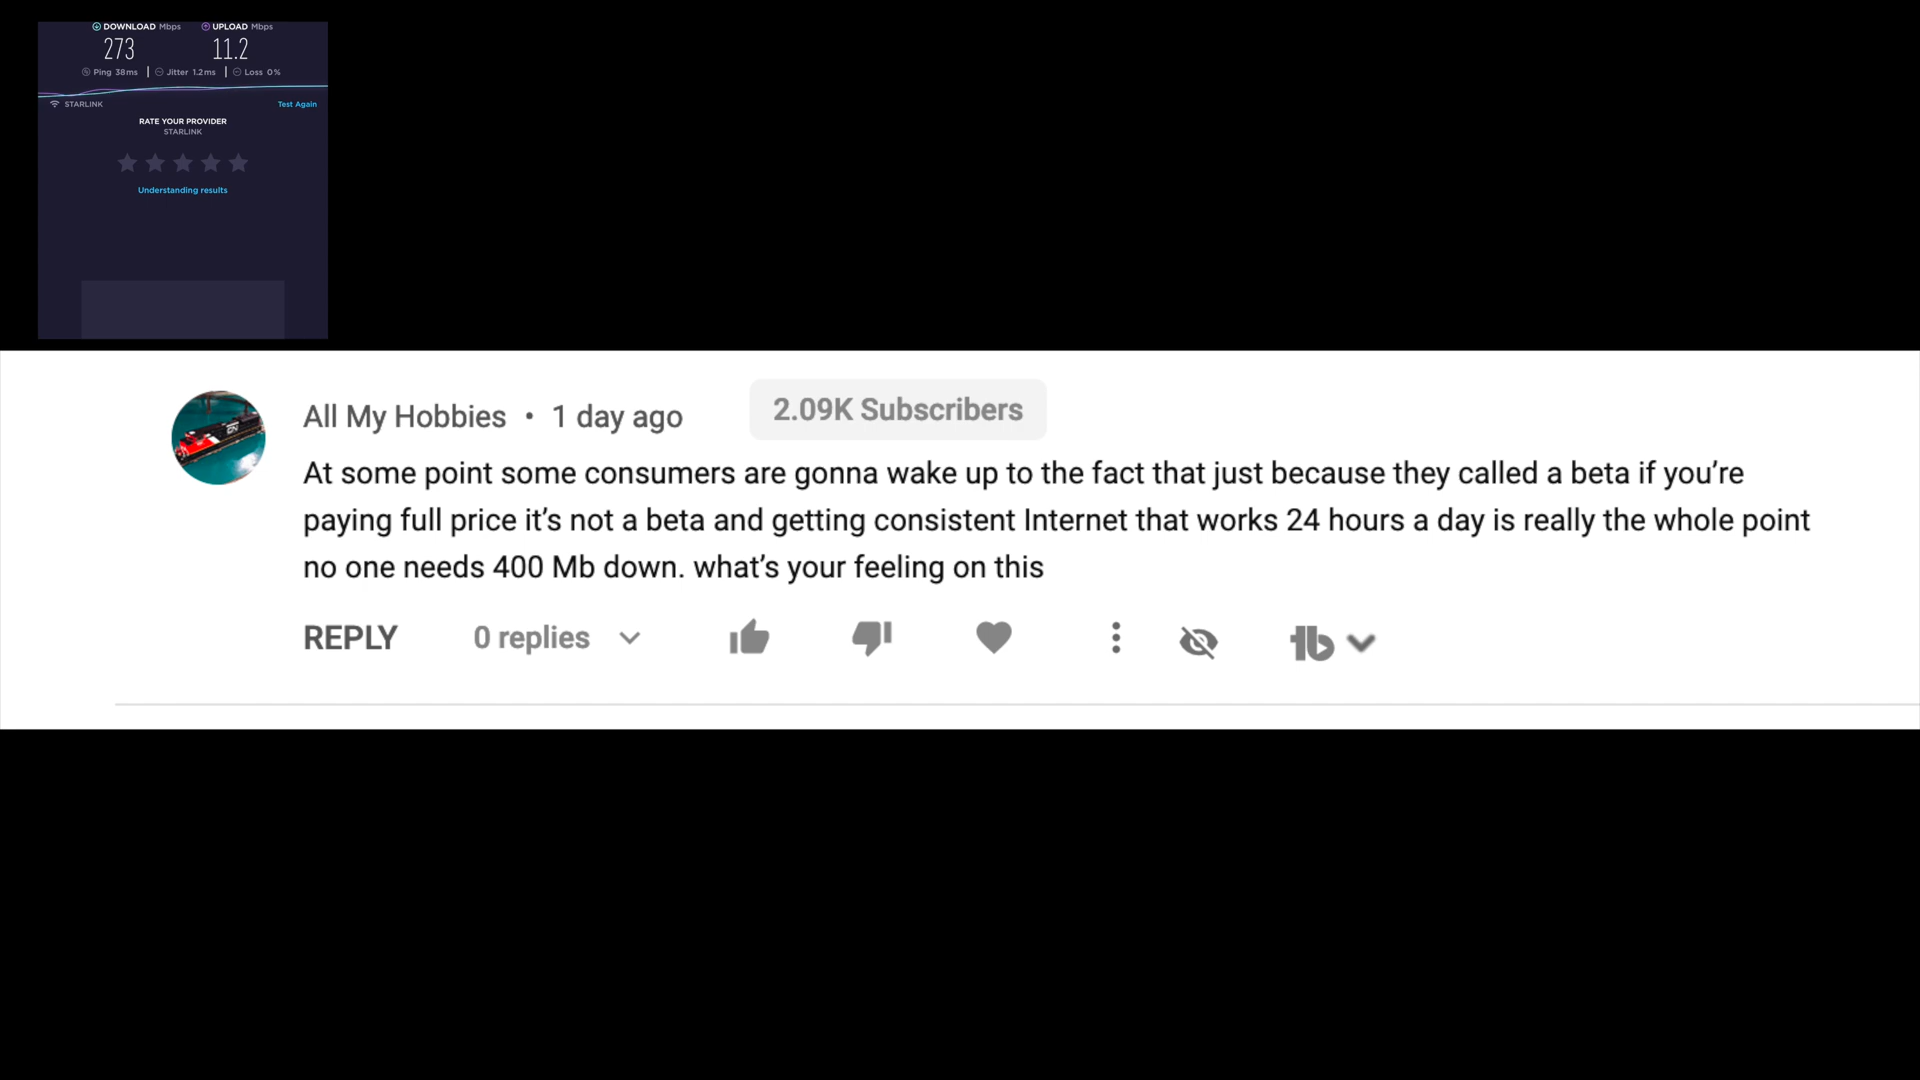 DOWNLOAD Mbps UPLOAD Mbps
273 11.2
Ping 38ms Jitter 1.2ms Loss 0%
STARLINK Test Again
RATE YOUR PROVIDER
STARLINK
Understanding results
All My Hobbies • 1 day ago 2.09K Subscribers
At some point some consumers are gonna wake up to the fact that just because they called a beta if you’re
paying full price it’s not a beta and getting consistent Internet that works 24 hours a day is really the whole point
no one needs 400 Mb down. what’s your feeling on this
REPLY 0 replies